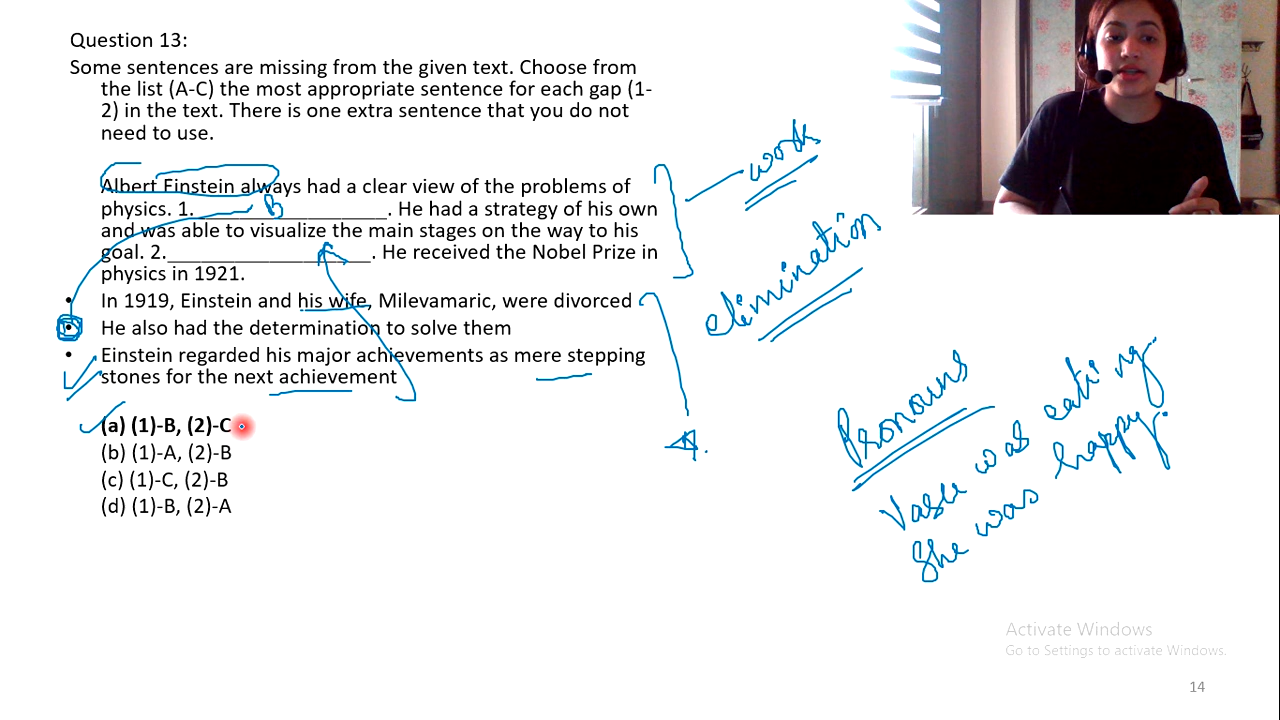 Question 13:
Some sentences are missing from the given text. Choose from
the list (A-C) the most appropriate sentence for each gap (1-
2) in the text. There is one extra sentence that you do not
need to use.
Albert Einstein always had a clear view of the problems of
physics. 1.___________________. He had a strategy of his own
B
and was able to visualize the main stages on the way to his
goal. 2.____________________. He received the Nobel Prize in
physics in 1921.
• In 1919, Einstein and his wife, Milevamaric, were divorced
• He also had the determination to solve them
• Einstein regarded his major achievements as mere stepping
stones for the next achievement
(a) (1)-B, (2)-C
(b) (1)-A, (2)-B
(c) (1)-C, (2)-B
(d) (1)-B, (2)-A
work
elimination
Pronouns
was eating.
She was happy.
Activate Windows
Go to Settings to activate Windows.
14